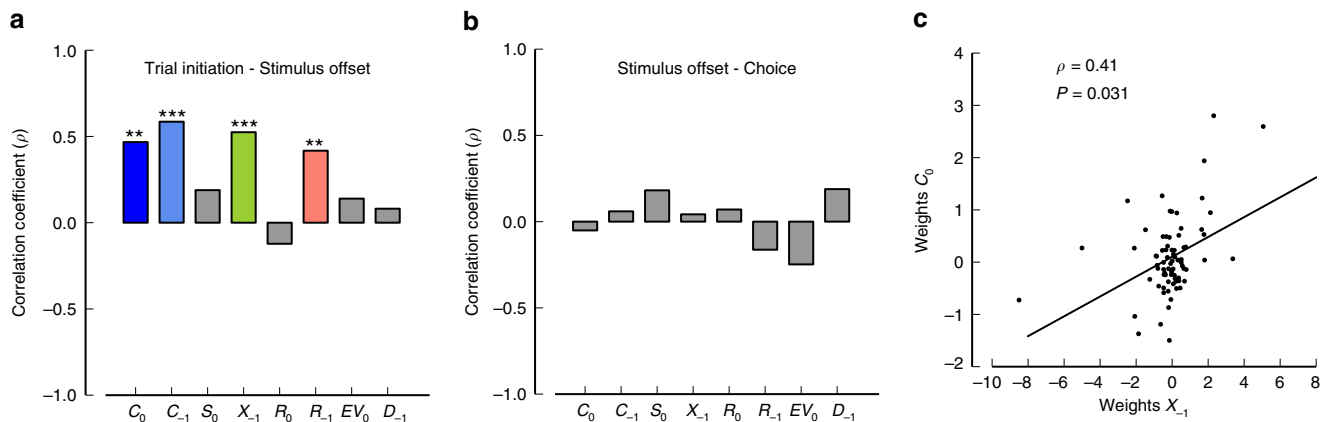 a
Trial initiation - Stimulus offset
Correlation coefficient (ρ)
1.0
0.5
0.0
–0.5
–1.0
** *** *** **
C₀ C₋₁ S₀ X₋₁ R₀ R₋₁ EV₀ D₋₁
b
Stimulus offset - Choice
Correlation coefficient (ρ)
1.0
0.5
0.0
–0.5
–1.0
C₀ C₋₁ S₀ X₋₁ R₀ R₋₁ EV₀ D₋₁
c
ρ = 0.41
P = 0.031
Weights C₀
4
3
2
1
0
–1
–2
–10 –8 –6 –4 –2 0 2 4 6 8
Weights X₋₁